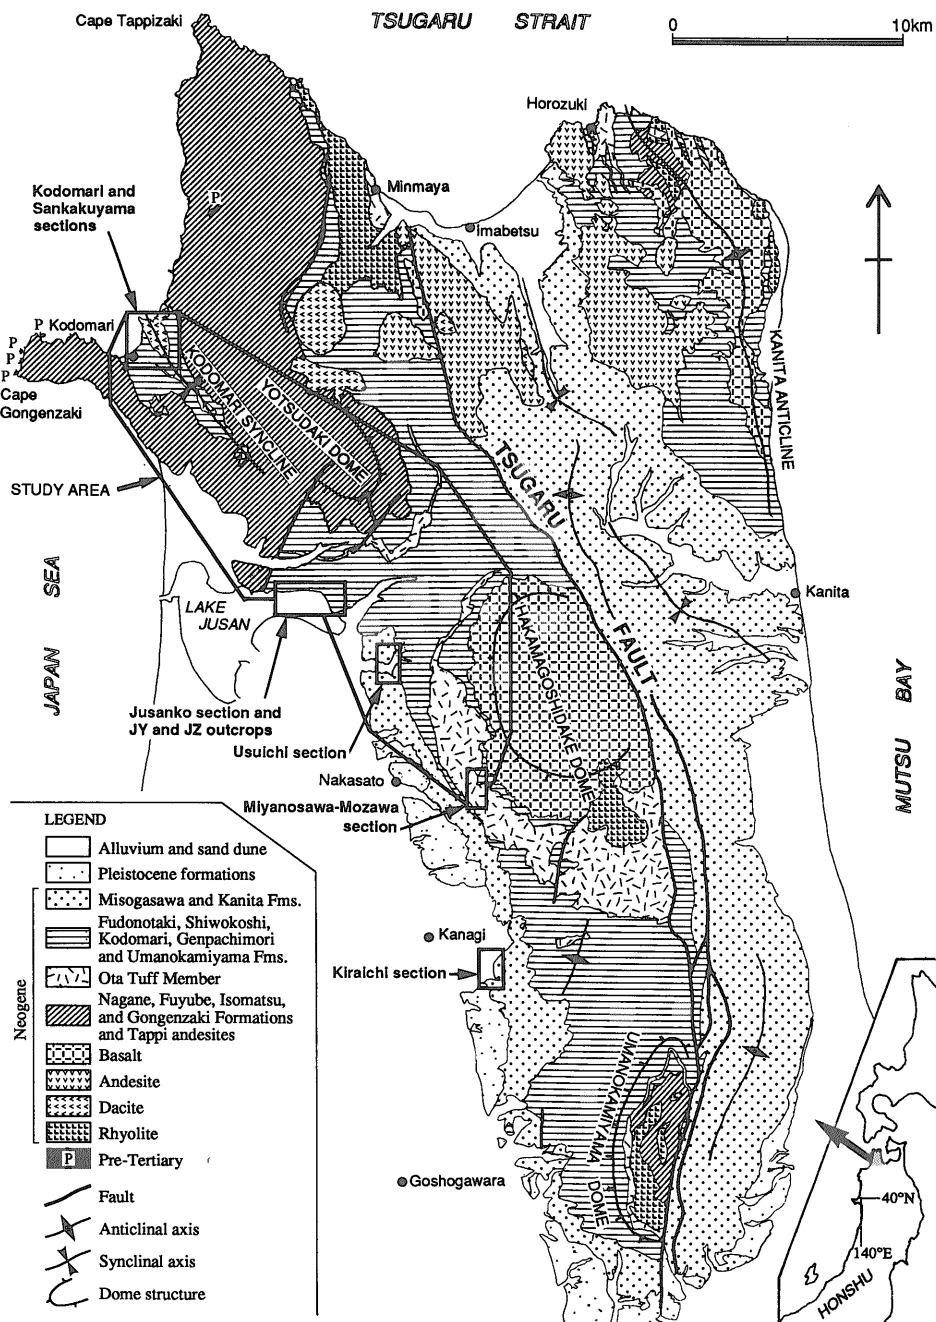 Cape Tappizaki
TSUGARU STRAIT
0 10km
Horozuki
Minmaya
Imabetsu
Kodomari and
Sankakuyama
sections
P
P
Kodomari
P
P
P
Cape
Gongenzaki
KODOMARI SYNCLINE
YOTSUDAKI DOME
KANITA ANTICLINE
STUDY AREA
TSUGARU
FAULT
JAPAN SEA
LAKE
JUSAN
Kanita
HAKAMAGOSHIDAKE DOME
MUTSU BAY
Jusanko section and
JY and JZ outcrops
Usuichi section
Nakasato
Miyanosawa-Mozawa
section
Kanagi
Kiraichi section
UMANOKAMIYAMA
DOME
Goshogawara
LEGEND
Alluvium and sand dune
Pleistocene formations
Neogene
Misogasawa and Kanita Fms.
Fudonotaki, Shiwokoshi,
Kodomari, Genpachimori
and Umanokamiyama Fms.
Ota Tuff Member
Nagane, Fuyube, Isomatsu,
and Gongenzaki Formations
and Tappi andesites
Basalt
Andesite
Dacite
Rhyolite
P Pre-Tertiary
Fault
Anticlinal axis
Synclinal axis
Dome structure
40°N
140°E
HONSHU